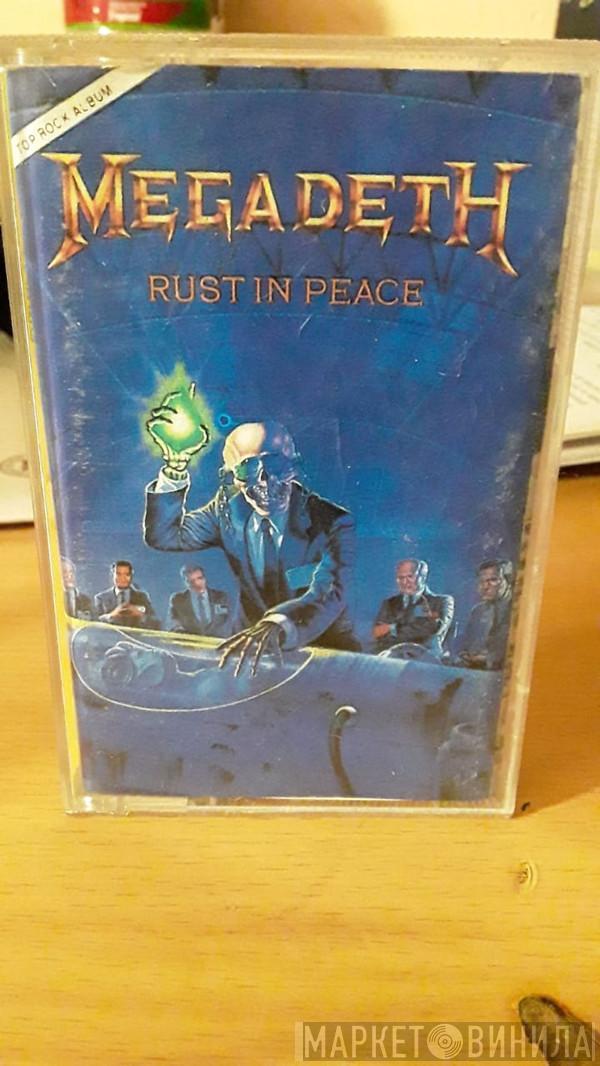 TOP ROCK ALBUM
MEGADETH
RUST IN PEACE
МАРКЕТ ВИНИЛА